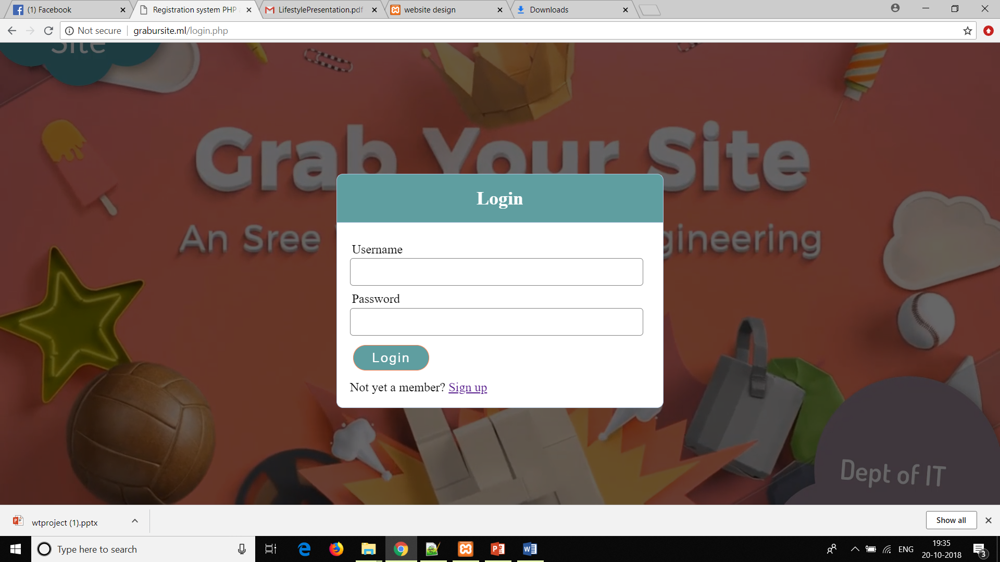 (1) Facebook
Registration system PHP
LifestylePresentation.pdf
website design
Downloads
Not secure
grabursite.ml/login.php
Site
Grab Your Site
An Sree
gineering
Login
Username
Password
Login
Not yet a member? Sign up
Dept of IT
wtproject (1).pptx
Show all
Type here to search
ENG
19:35
20-10-2018
3